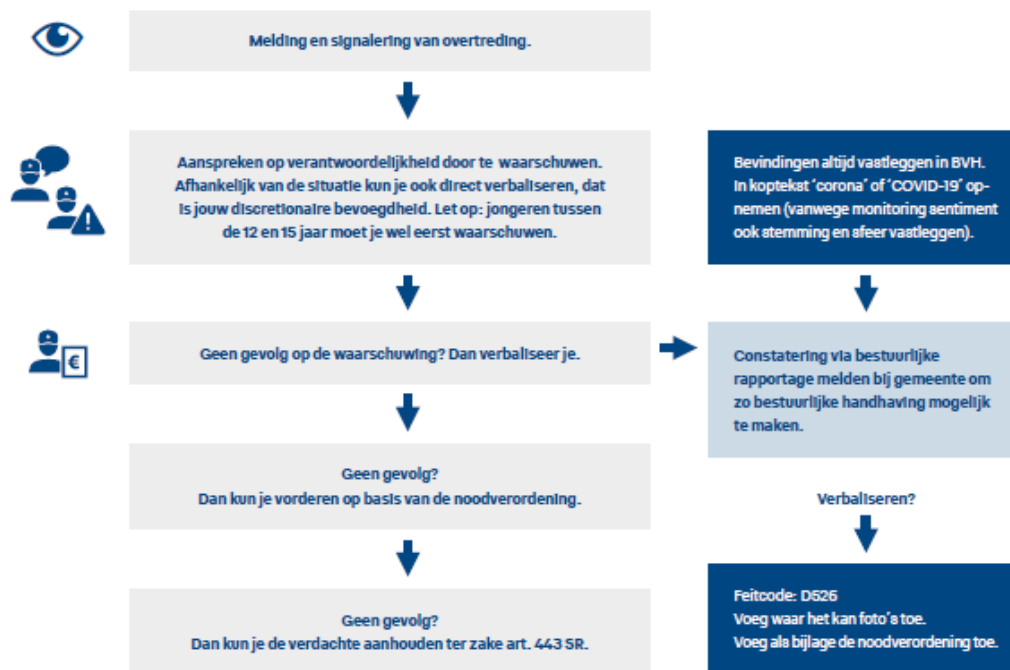 Melding en signalering van overtreding.
Aanspreken op verantwoordelijkheid door te waarschuwen.
Afhankelijk van de situatie kun je ook direct verbaliseren, dat
is jouw discretionaire bevoegdheid. Let op: jongeren tussen
de 12 en 15 jaar moet je wel eerst waarschuwen.
Bevindingen altijd vastleggen in BVH.
In koptekst ‘corona’ of ‘COVID-19’ op-
nemen (vanwege monitoring sentiment
ook stemming en sfeer vastleggen).
€
Geen gevolg op de waarschuwing? Dan verbaliseer je.
Constatering via bestuurlijke
rapportage melden bij gemeente om
zo bestuurlijke handhaving mogelijk
te maken.
Geen gevolg?
Dan kun je vorderen op basis van de noodverordening.
Verbaliseren?
Geen gevolg?
Dan kun je de verdachte aanhouden ter zake art. 443 SR.
Feitcode: D526
Voeg waar het kan foto's toe.
Voeg als bijlage de noodverordening toe.